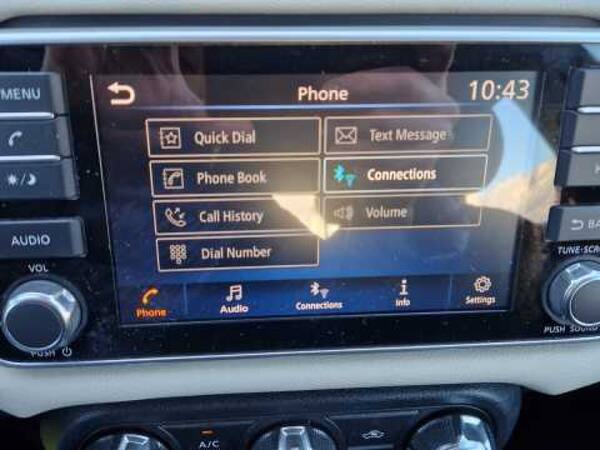 MENU
Phone
10:43
Quick Dial
Text Message
Phone Book
Connections
Call History
Volume
Dial Number
AUDIO
Phone
Audio
Connections
Info
Settings
VOL
PUSH
TUNE·SCR
PUSH SOUND
A/C